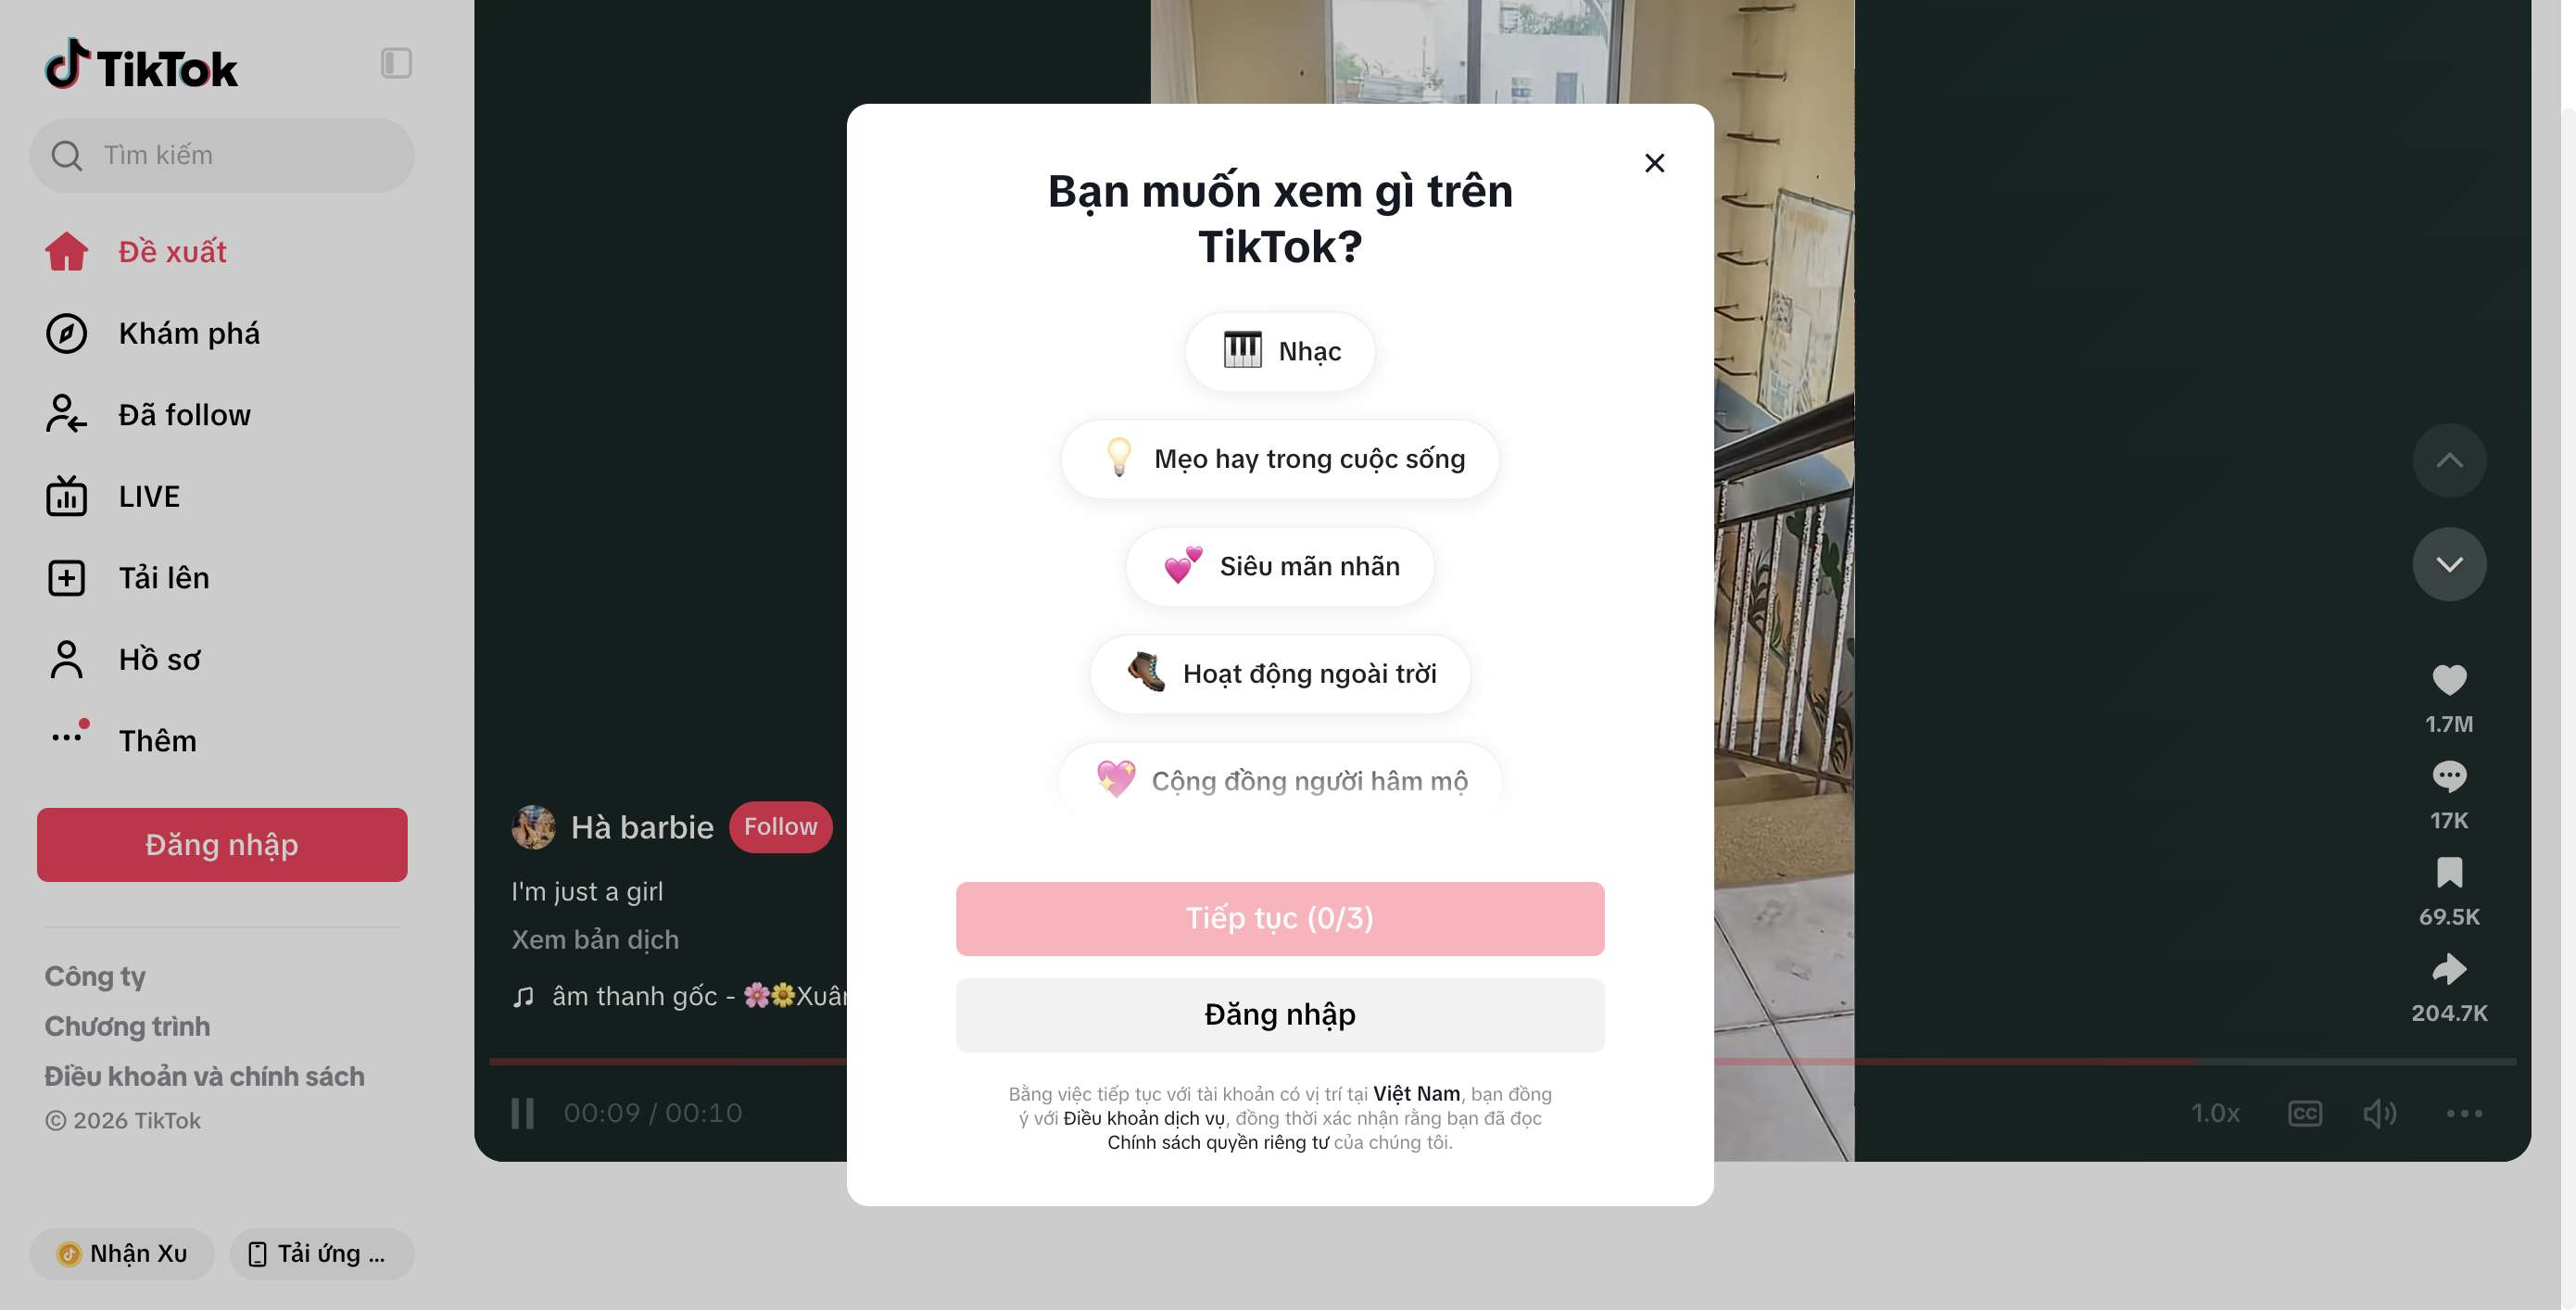 TikTok
Tìm kiếm
Đề xuất
Khám phá
Đã follow
LIVE
Tải lên
Hồ sơ
Thêm
Đăng nhập
Công ty
Chương trình
Điều khoản và chính sách
© 2026 TikTok
Nhận Xu
Tải ứng ...
Hà barbie
Follow
I'm just a girl
Xem bản dịch
âm thanh gốc - 🌸🌼Xuân
00:09 / 00:10
Bạn muốn xem gì trên
TikTok?
🎹 Nhạc
💡 Mẹo hay trong cuộc sống
💕 Siêu mãn nhãn
🥾 Hoạt động ngoài trời
💖 Cộng đồng người hâm mộ
Tiếp tục (0/3)
Đăng nhập
Bằng việc tiếp tục với tài khoản có vị trí tại Việt Nam, bạn đồng
ý với Điều khoản dịch vụ, đồng thời xác nhận rằng bạn đã đọc
Chính sách quyền riêng tư của chúng tôi.
1.7M
17K
69.5K
204.7K
1.0x
CC